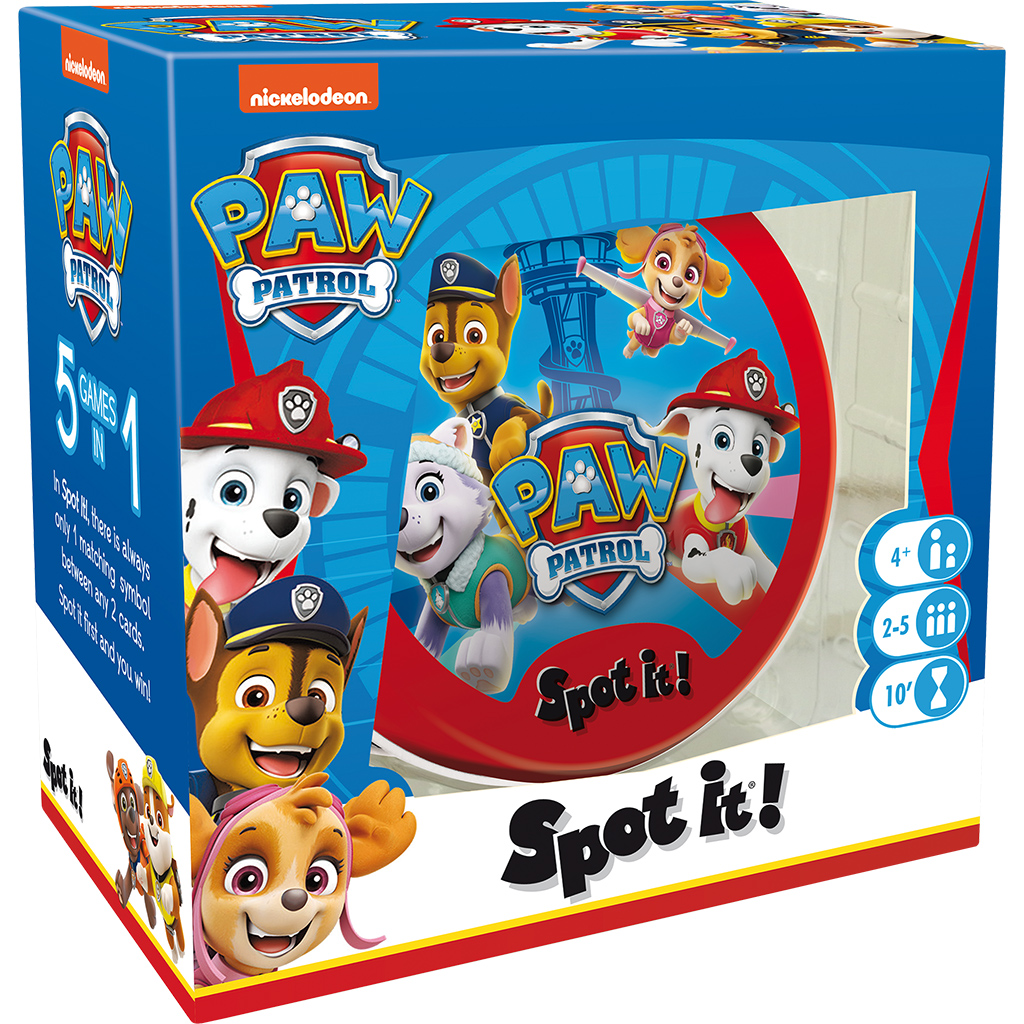 nickelodeon
PAW
PATROL
5
GAMES
IN
1
In Spot It!, there is always
only 1 matching symbol
between any 2 cards.
Spot it first and you win!
Spot it!
nickelodeon
PAW
PATROL™
PAW
PATROL
Spot it!
4+
2-5
10'
Spot it!®
PAW
PATROL